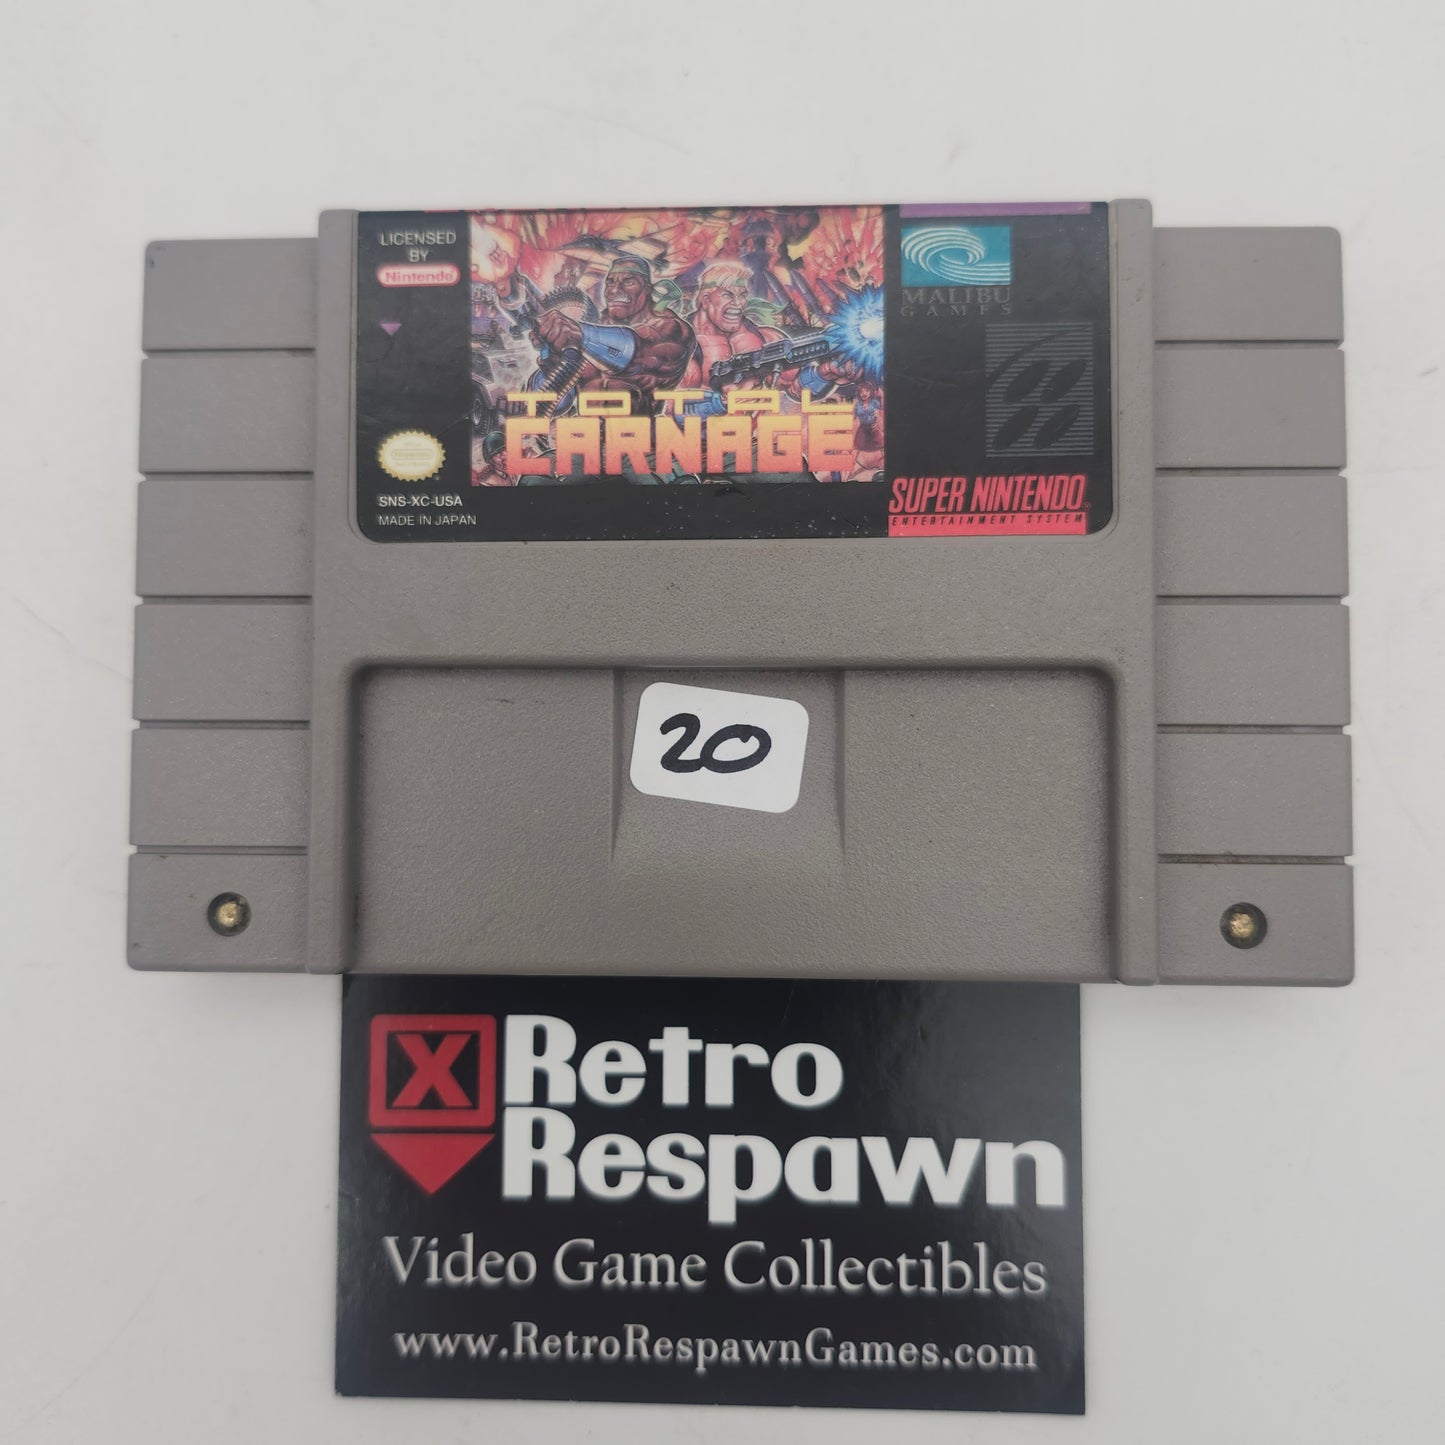 LICENSED
BY
Nintendo
MALIBU
GAMES
TOTAL
CARNAGE
SNS-XC-USA
MADE IN JAPAN
SUPER NINTENDO
ENTERTAINMENT SYSTEM
20
X Retro
Respawn
Video Game Collectibles
www.RetroRespawnGames.com